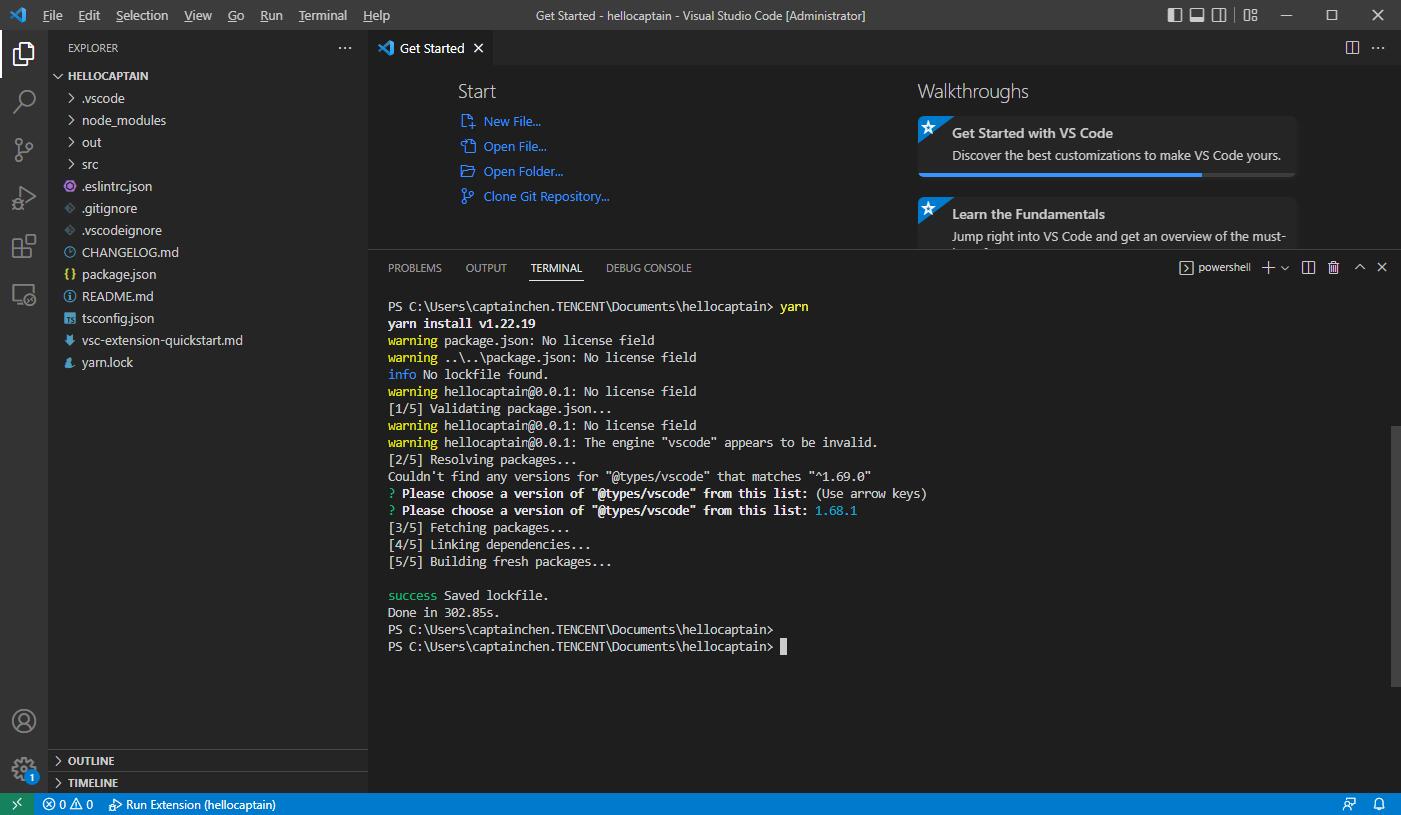 File Edit Selection View Go Run Terminal Help Get Started - hellocaptain - Visual Studio Code [Administrator]
EXPLORER
HELLOCAPTAIN
.vscode
node_modules
out
src
.eslintrc.json
.gitignore
.vscodeignore
CHANGELOG.md
package.json
README.md
tsconfig.json
vsc-extension-quickstart.md
yarn.lock
OUTLINE
TIMELINE
Get Started
Start
New File...
Open File...
Open Folder...
Clone Git Repository...
Walkthroughs
Get Started with VS Code
Discover the best customizations to make VS Code yours.
Learn the Fundamentals
Jump right into VS Code and get an overview of the must-
PROBLEMS OUTPUT TERMINAL DEBUG CONSOLE powershell
PS C:\Users\captainchen.TENCENT\Documents\hellocaptain> yarn
yarn install v1.22.19
warning package.json: No license field
warning ..\..\package.json: No license field
info No lockfile found.
warning hellocaptain@0.0.1: No license field
[1/5] Validating package.json...
warning hellocaptain@0.0.1: No license field
warning hellocaptain@0.0.1: The engine "vscode" appears to be invalid.
[2/5] Resolving packages...
Couldn't find any versions for "@types/vscode" that matches "^1.69.0"
? Please choose a version of "@types/vscode" from this list: (Use arrow keys)
? Please choose a version of "@types/vscode" from this list: 1.68.1
[3/5] Fetching packages...
[4/5] Linking dependencies...
[5/5] Building fresh packages...
success Saved lockfile.
Done in 302.85s.
PS C:\Users\captainchen.TENCENT\Documents\hellocaptain>
PS C:\Users\captainchen.TENCENT\Documents\hellocaptain>
1
0 0 Run Extension (hellocaptain)